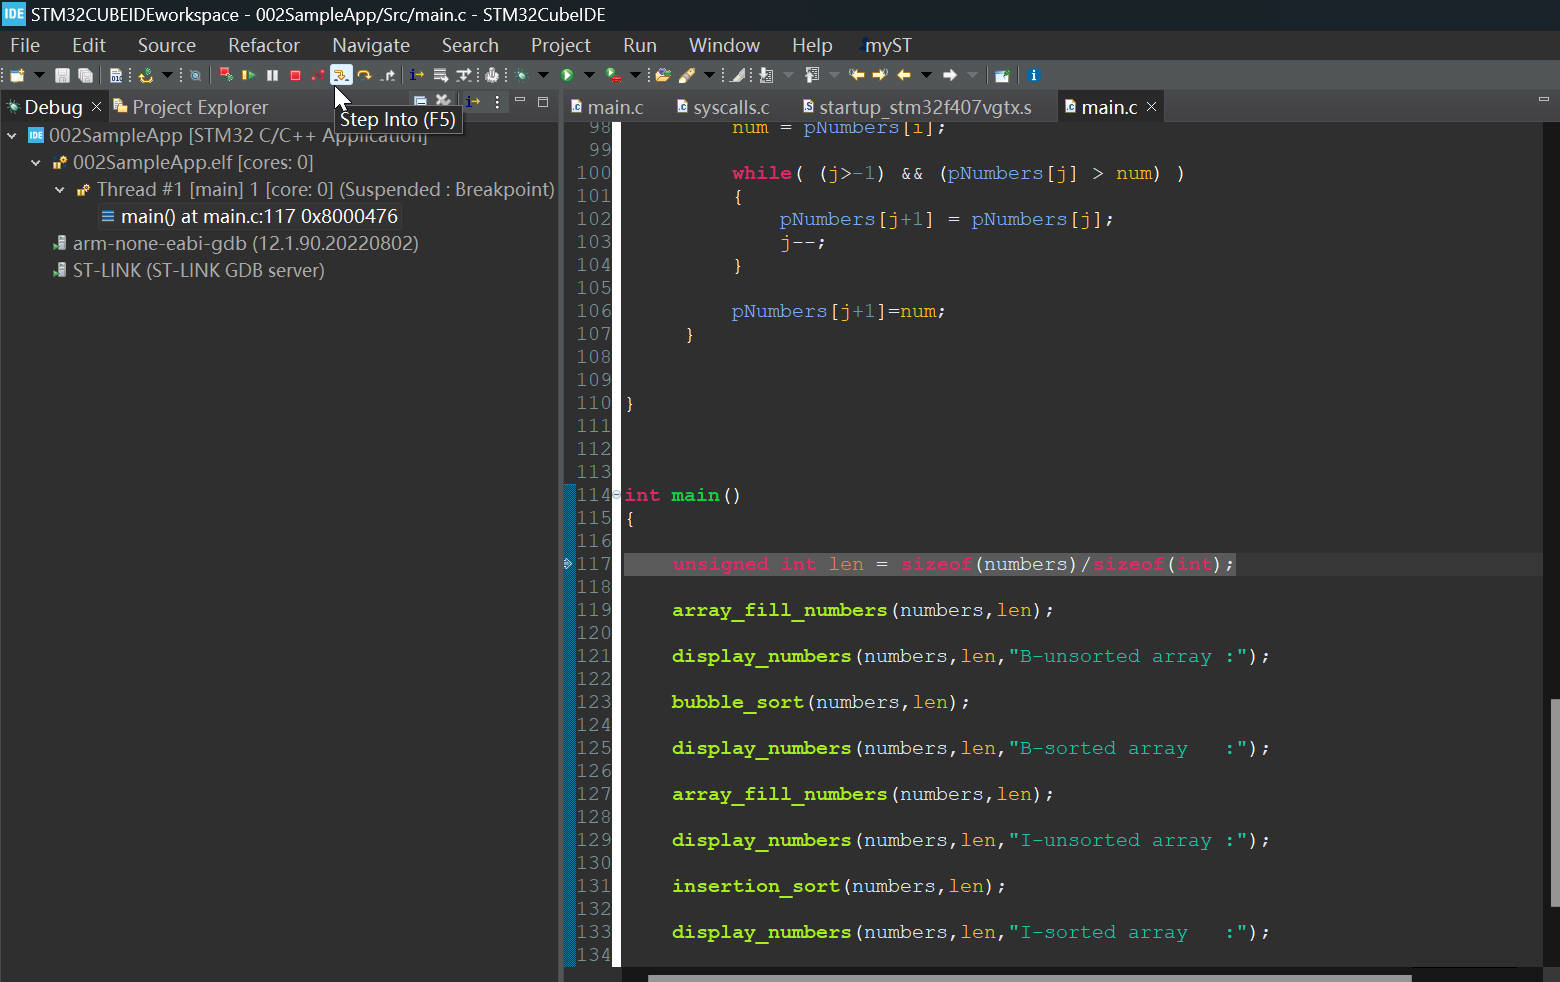 IDE STM32CUBEIDEworkspace - 002SampleApp/Src/main.c - STM32CubeIDE
File Edit Source Refactor Navigate Search Project Run Window Help myST
Debug Project Explorer
Step Into (F5)
IDE 002SampleApp [STM32 C/C++ Application]
002SampleApp.elf [cores: 0]
Thread #1 [main] 1 [core: 0] (Suspended : Breakpoint)
main() at main.c:117 0x8000476
arm-none-eabi-gdb (12.1.90.20220802)
ST-LINK (ST-LINK GDB server)
main.c syscalls.c startup_stm32f407vgtx.s main.c
98 num = pNumbers[i];
99
100 while( (j>-1) && (pNumbers[j] > num) )
101 {
102 pNumbers[j+1] = pNumbers[j];
103 j--;
104 }
105
106 pNumbers[j+1]=num;
107 }
108
109
110 }
111
112
113
114 int main()
115 {
116
117 unsigned int len = sizeof(numbers)/sizeof(int);
118
119 array_fill_numbers(numbers,len);
120
121 display_numbers(numbers,len,"B-unsorted array :");
122
123 bubble_sort(numbers,len);
124
125 display_numbers(numbers,len,"B-sorted array   :");
126
127 array_fill_numbers(numbers,len);
128
129 display_numbers(numbers,len,"I-unsorted array :");
130
131 insertion_sort(numbers,len);
132
133 display_numbers(numbers,len,"I-sorted array   :");
134